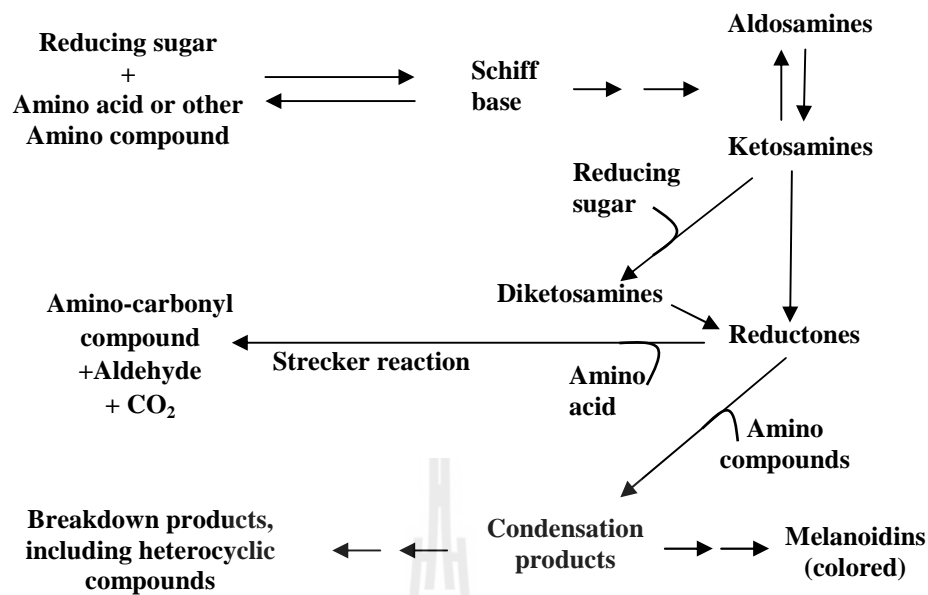 Aldosamines
Reducing sugar
+
Amino acid or other
Amino compound
Schiff
base
Ketosamines
Reducing
sugar
Diketosamines
Reductones
Amino-carbonyl
compound
+Aldehyde
+ CO₂
Strecker reaction
Amino
acid
Amino
compounds
Breakdown products,
including heterocyclic
compounds
Condensation
products
Melanoidins
(colored)